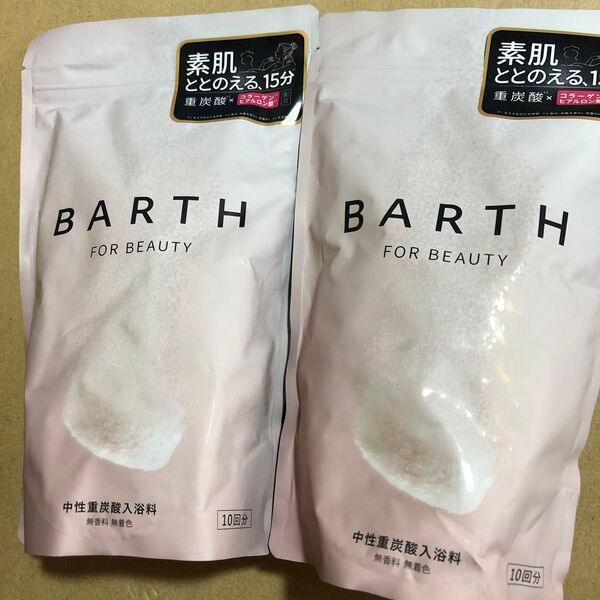 素肌
ととのえる、15分
重炭酸×コラーゲン
ヒアルロン酸
配合
BARTH
FOR BEAUTY
中性重炭酸入浴料
無香料 無着色
10回分
素肌
ととのえる、1
重炭酸×コラーゲン
ヒアルロン酸
BARTH
FOR BEAUTY
中性重炭酸入浴料
無香料 無着色
10回分